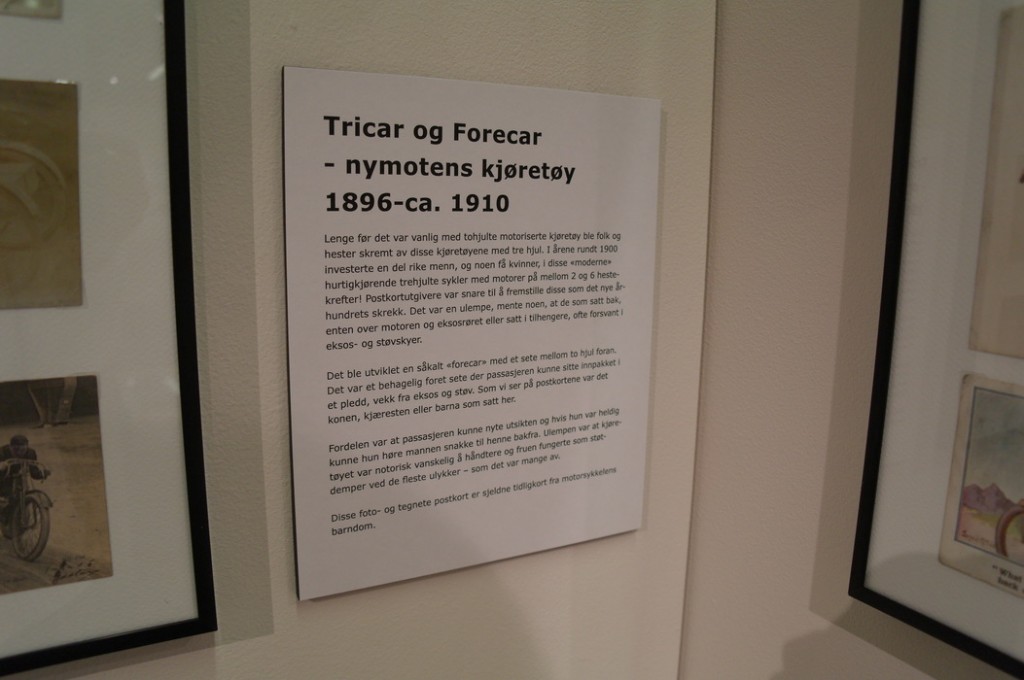 Tricar og Forecar
- nymotens kjøretøy
1896-ca. 1910
Lenge før det var vanlig med tohjulte motoriserte kjøretøy ble folk og
hester skremt av disse kjøretøyene med tre hjul. I årene rundt 1900
investerte en del rike menn, og noen få kvinner, i disse «moderne»
hurtigkjørende trehjulte sykler med motorer på mellom 2 og 6 heste-
krefter! Postkortutgivere var snare til å fremstille disse som det nye år-
hundrets skrekk. Det var en ulempe, mente noen, at de som satt bak,
enten over motoren og eksosrøret eller satt i tilhengere, ofte forsvant i
eksos- og støvskyer.
Det ble utviklet en såkalt «forecar» med et sete mellom to hjul foran.
Det var et behagelig foret sete der passasjeren kunne sitte innpakket i
et pledd, vekk fra eksos og støv. Som vi ser på postkortene var det
konen, kjæresten eller barna som satt her.
Fordelen var at passasjeren kunne nyte utsikten og hvis hun var heldig
kunne hun høre mannen snakke til henne bakfra. Ulempen var at kjøre-
tøyet var notorisk vanskelig å håndtere og fruen fungerte som støt-
demper ved de fleste ulykker – som det var mange av.
Disse foto- og tegnete postkort er sjeldne tidligkort fra motorsykkelens
barndom.
"What
back